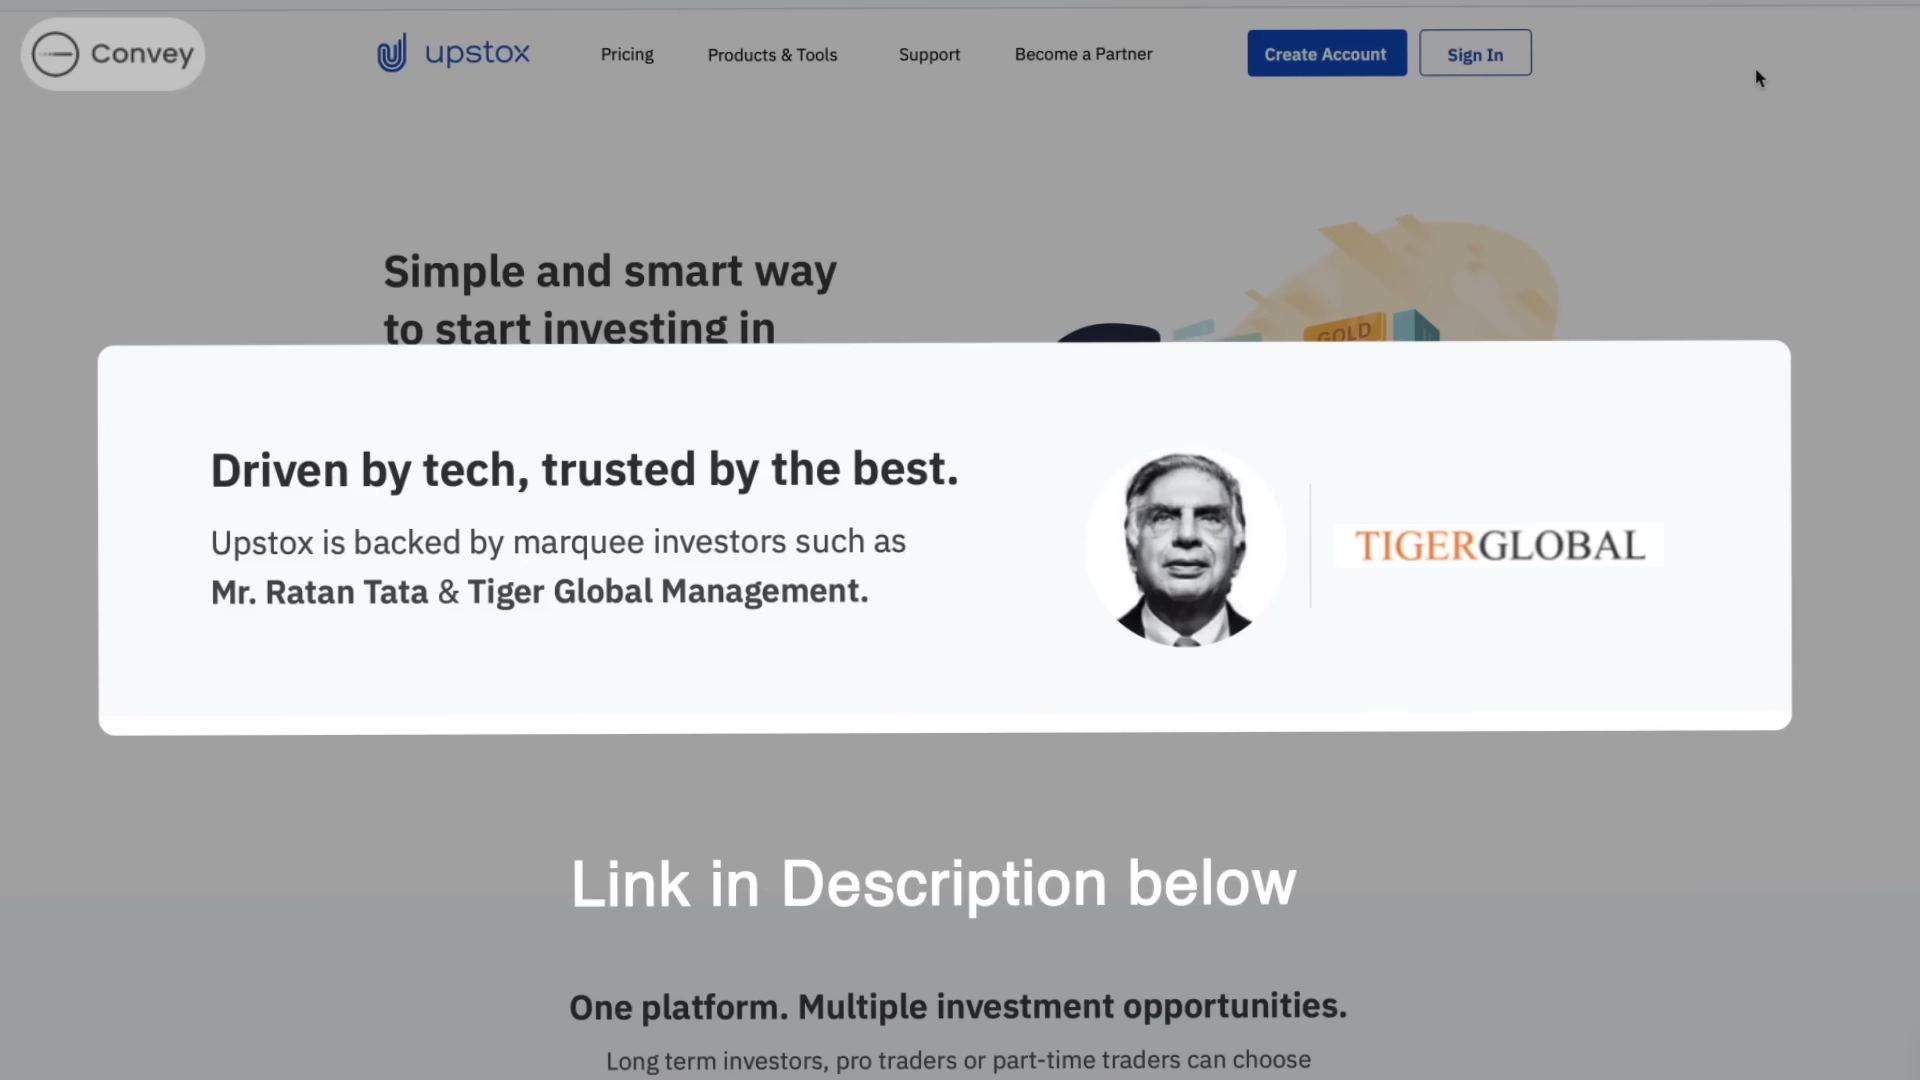 Convey
upstox
Pricing
Products & Tools
Support
Become a Partner
Create Account
Sign In
Simple and smart way
to start investing in
GOLD
Driven by tech, trusted by the best.
Upstox is backed by marquee investors such as
Mr. Ratan Tata & Tiger Global Management.
TIGERGLOBAL
Link in Description below
One platform. Multiple investment opportunities.
Long term investors, pro traders or part-time traders can choose